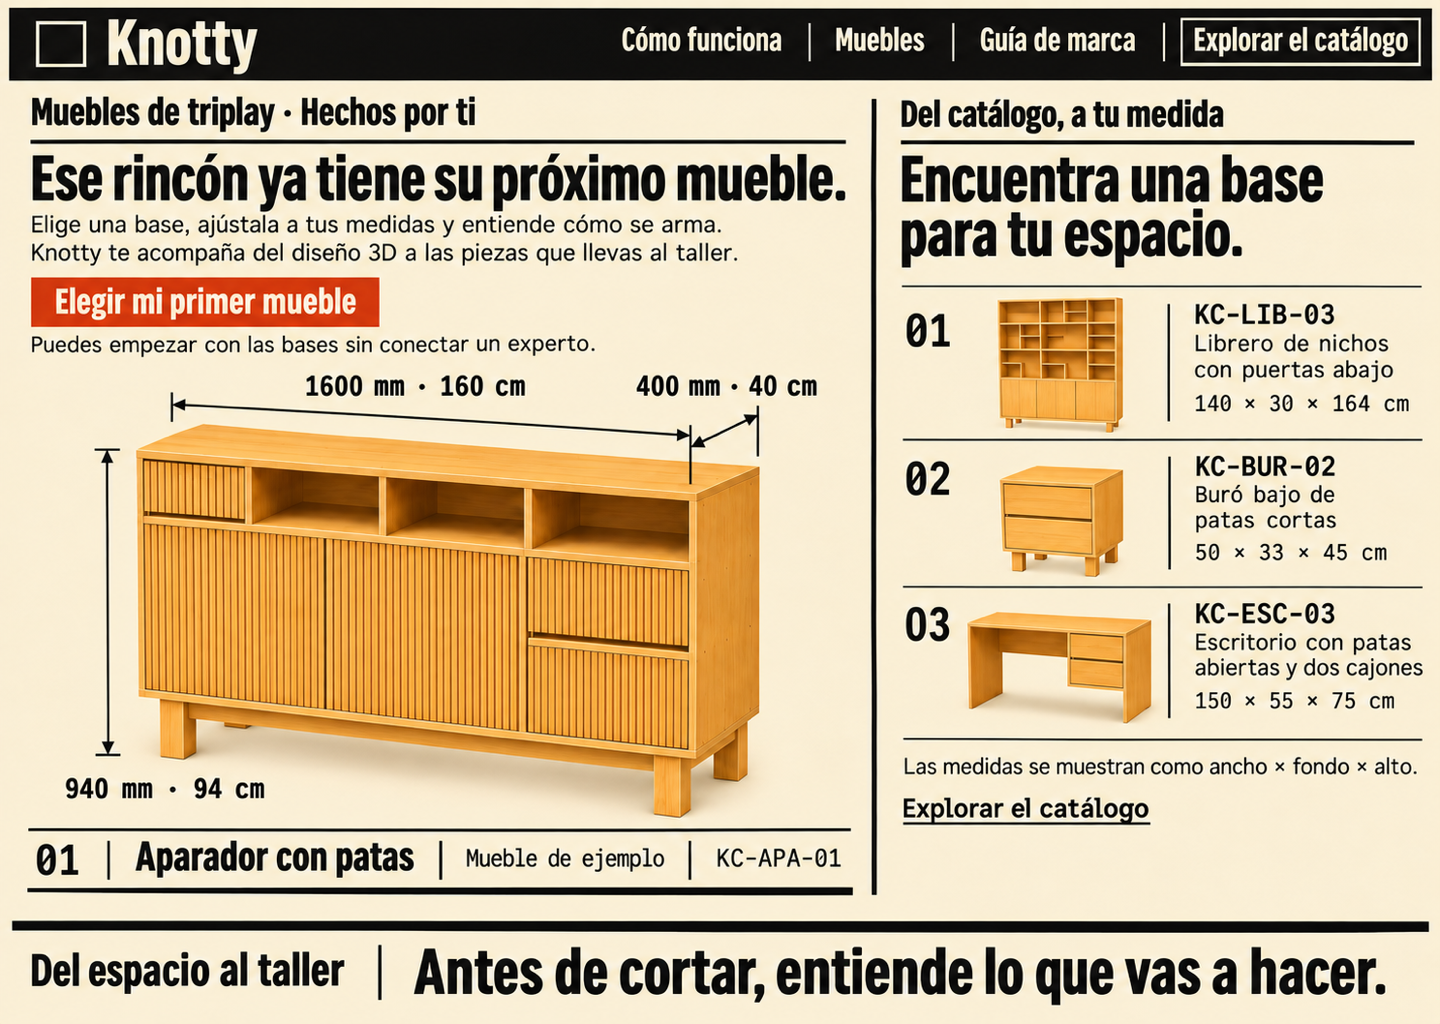 Knotty
Cómo funciona
Muebles
Guía de marca
Explorar el catálogo
Muebles de triplay · Hechos por ti
Ese rincón ya tiene su próximo mueble.
Elige una base, ajústala a tus medidas y entiende cómo se arma.
Knotty te acompaña del diseño 3D a las piezas que llevas al taller.
Elegir mi primer mueble
Puedes empezar con las bases sin conectar un experto.
1600 mm · 160 cm
400 mm · 40 cm
940 mm · 94 cm
01
Aparador con patas
Mueble de ejemplo
KC-APA-01
Del catálogo, a tu medida
Encuentra una base
para tu espacio.
01
KC-LIB-03
Librero de nichos
con puertas abajo
140 × 30 × 164 cm
02
KC-BUR-02
Buró bajo de
patas cortas
50 × 33 × 45 cm
03
KC-ESC-03
Escritorio con patas
abiertas y dos cajones
150 × 55 × 75 cm
Las medidas se muestran como ancho × fondo × alto.
Explorar el catálogo
Del espacio al taller
Antes de cortar, entiende lo que vas a hacer.